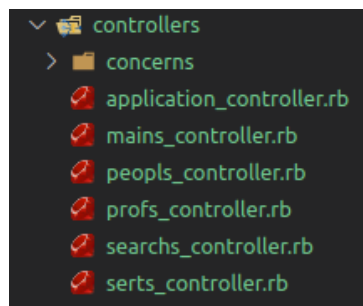 controllers
concerns
application_controller.rb
mains_controller.rb
peopls_controller.rb
profs_controller.rb
searchs_controller.rb
serts_controller.rb